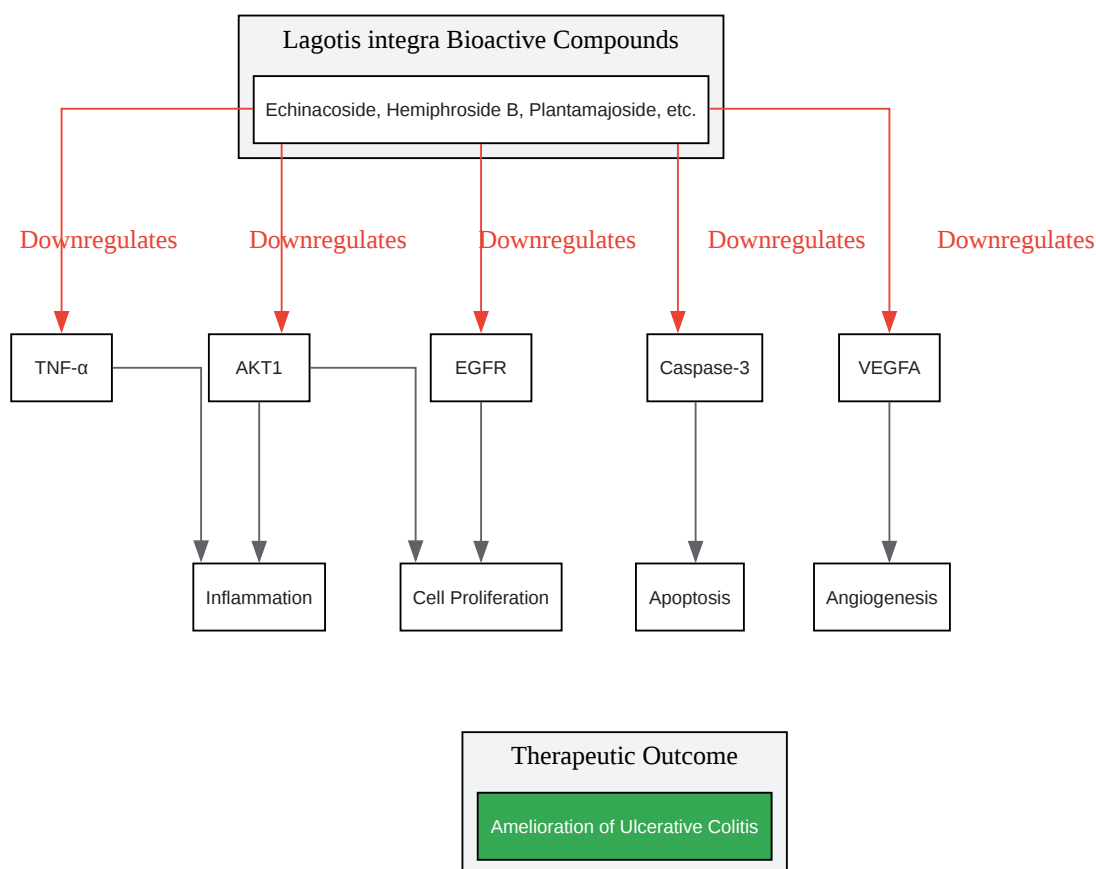 Lagotis integra Bioactive Compounds
Echinacoside, Hemiphroside B, Plantamajoside, etc.
Downregulates
Downregulates
Downregulates
Downregulates
Downregulates
TNF-α
AKT1
EGFR
Caspase-3
VEGFA
Inflammation
Cell Proliferation
Apoptosis
Angiogenesis
Therapeutic Outcome
Amelioration of Ulcerative Colitis